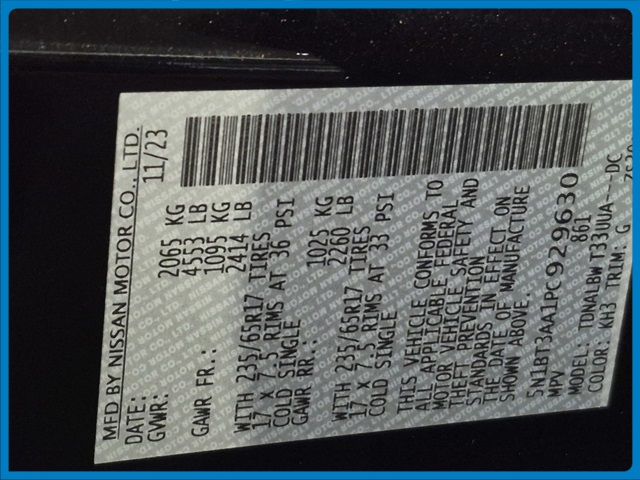 MFD BY NISSAN MOTOR CO., LTD.
DATE: 11/23
GVWR: 2065 KG
4553 LB
GAWR FR.: 1095 KG
2414 LB
WITH 235/65R17 TIRES
17 X 7.5 RIMS AT 36 PSI
COLD SINGLE
GAWR RR.: 1025 KG
2260 LB
WITH 235/65R17 TIRES
17 X 7.5 RIMS AT 33 PSI
COLD SINGLE
THIS VEHICLE CONFORMS TO
ALL APPLICABLE FEDERAL
MOTOR VEHICLE SAFETY AND
THEFT PREVENTION
STANDARDS IN EFFECT ON
THE DATE OF MANUFACTURE
SHOWN ABOVE.
5N1BT3AA1PC929630
MPV 861
MODEL: TDNALBW T33UUA---DC
COLOR: KH3 TRIM: G